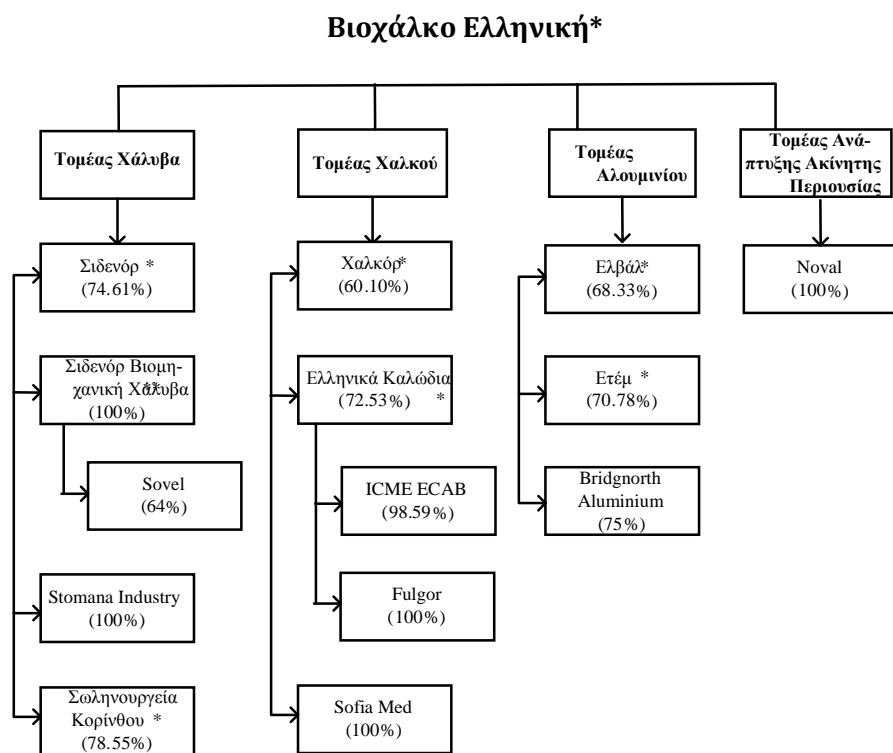 Βιοχάλκο Ελληνική*
Τομέας Χάλυβα
Τομέας Χαλκού
Τομέας
Αλουμινίου
Τομέας Ανά-
πτυξης Ακίνητης
Περιουσίας
Σιδενόρ *
(74.61%)
Χαλκόρ*
(60.10%)
Ελβάλ*
(68.33%)
Noval
(100%)
Σιδενόρ Βιομη-
χανική Χάλυβα**
(100%)
Ελληνικά Καλώδια
(72.53%) *
Ετέμ *
(70.78%)
Sovel
(64%)
ICME ECAB
(98.59%)
Bridgnorth
Aluminium
(75%)
Stomana Industry
(100%)
Fulgor
(100%)
Σωληνουργεία
Κορίνθου *
(78.55%)
Sofia Med
(100%)